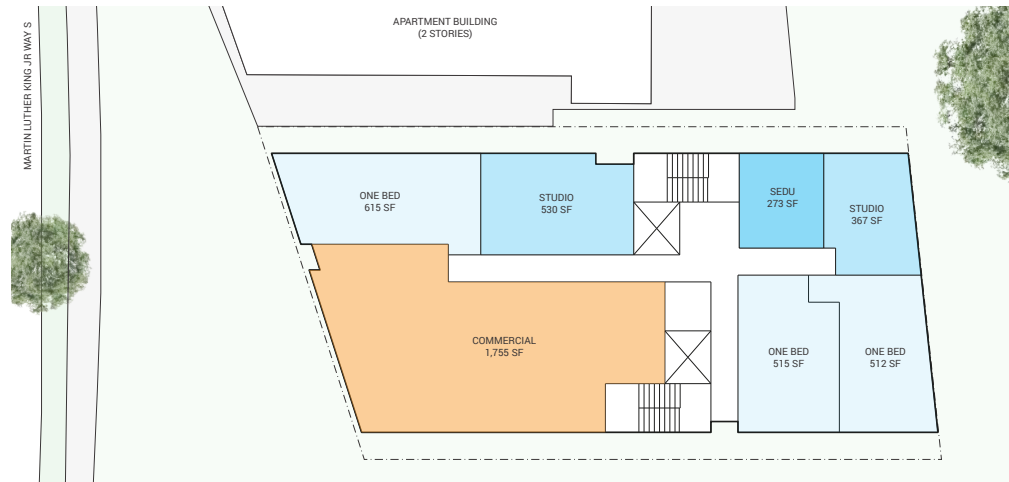 MARTIN LUTHER KING JR WAY S
APARTMENT BUILDING
(2 STORIES)
ONE BED
615 SF
STUDIO
530 SF
SEDU
273 SF
STUDIO
367 SF
COMMERCIAL
1,755 SF
ONE BED
515 SF
ONE BED
512 SF